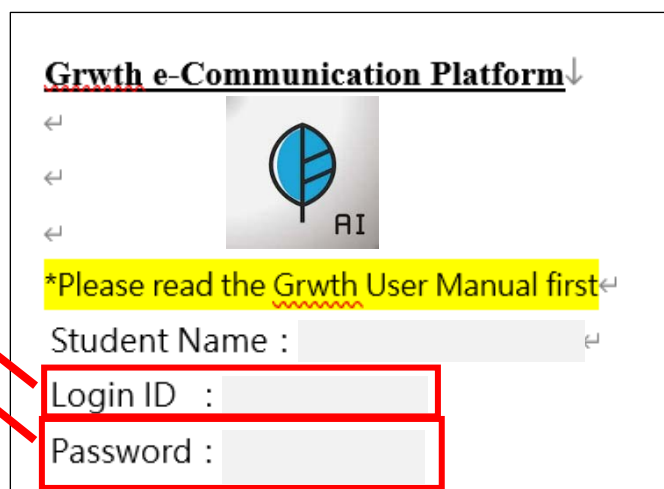 Grwth e-Communication Platform↓
↵
↵
AI
↵
*Please read the Grwth User Manual first↵
Student Name : ↵
Login ID :
Password :